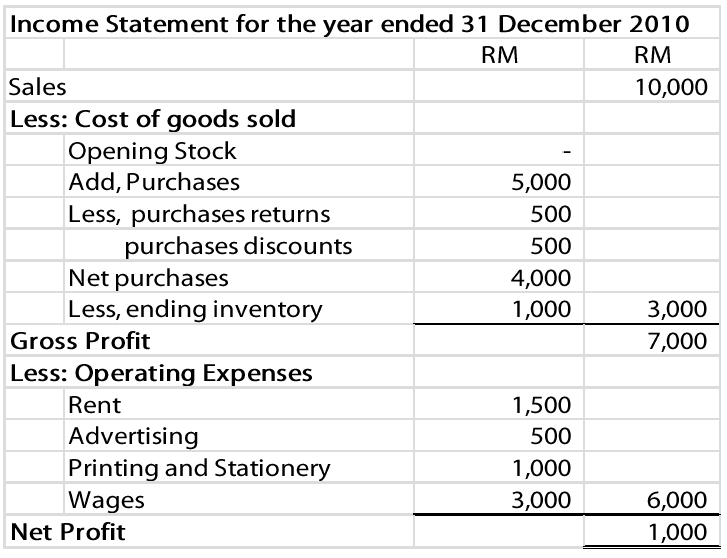 Income Statement for the year ended 31 December 2010
RM RM
Sales 10,000
Less: Cost of goods sold
Opening Stock -
Add, Purchases 5,000
Less, purchases returns 500
purchases discounts 500
Net purchases 4,000
Less, ending inventory 1,000 3,000
Gross Profit 7,000
Less: Operating Expenses
Rent 1,500
Advertising 500
Printing and Stationery 1,000
Wages 3,000 6,000
Net Profit 1,000